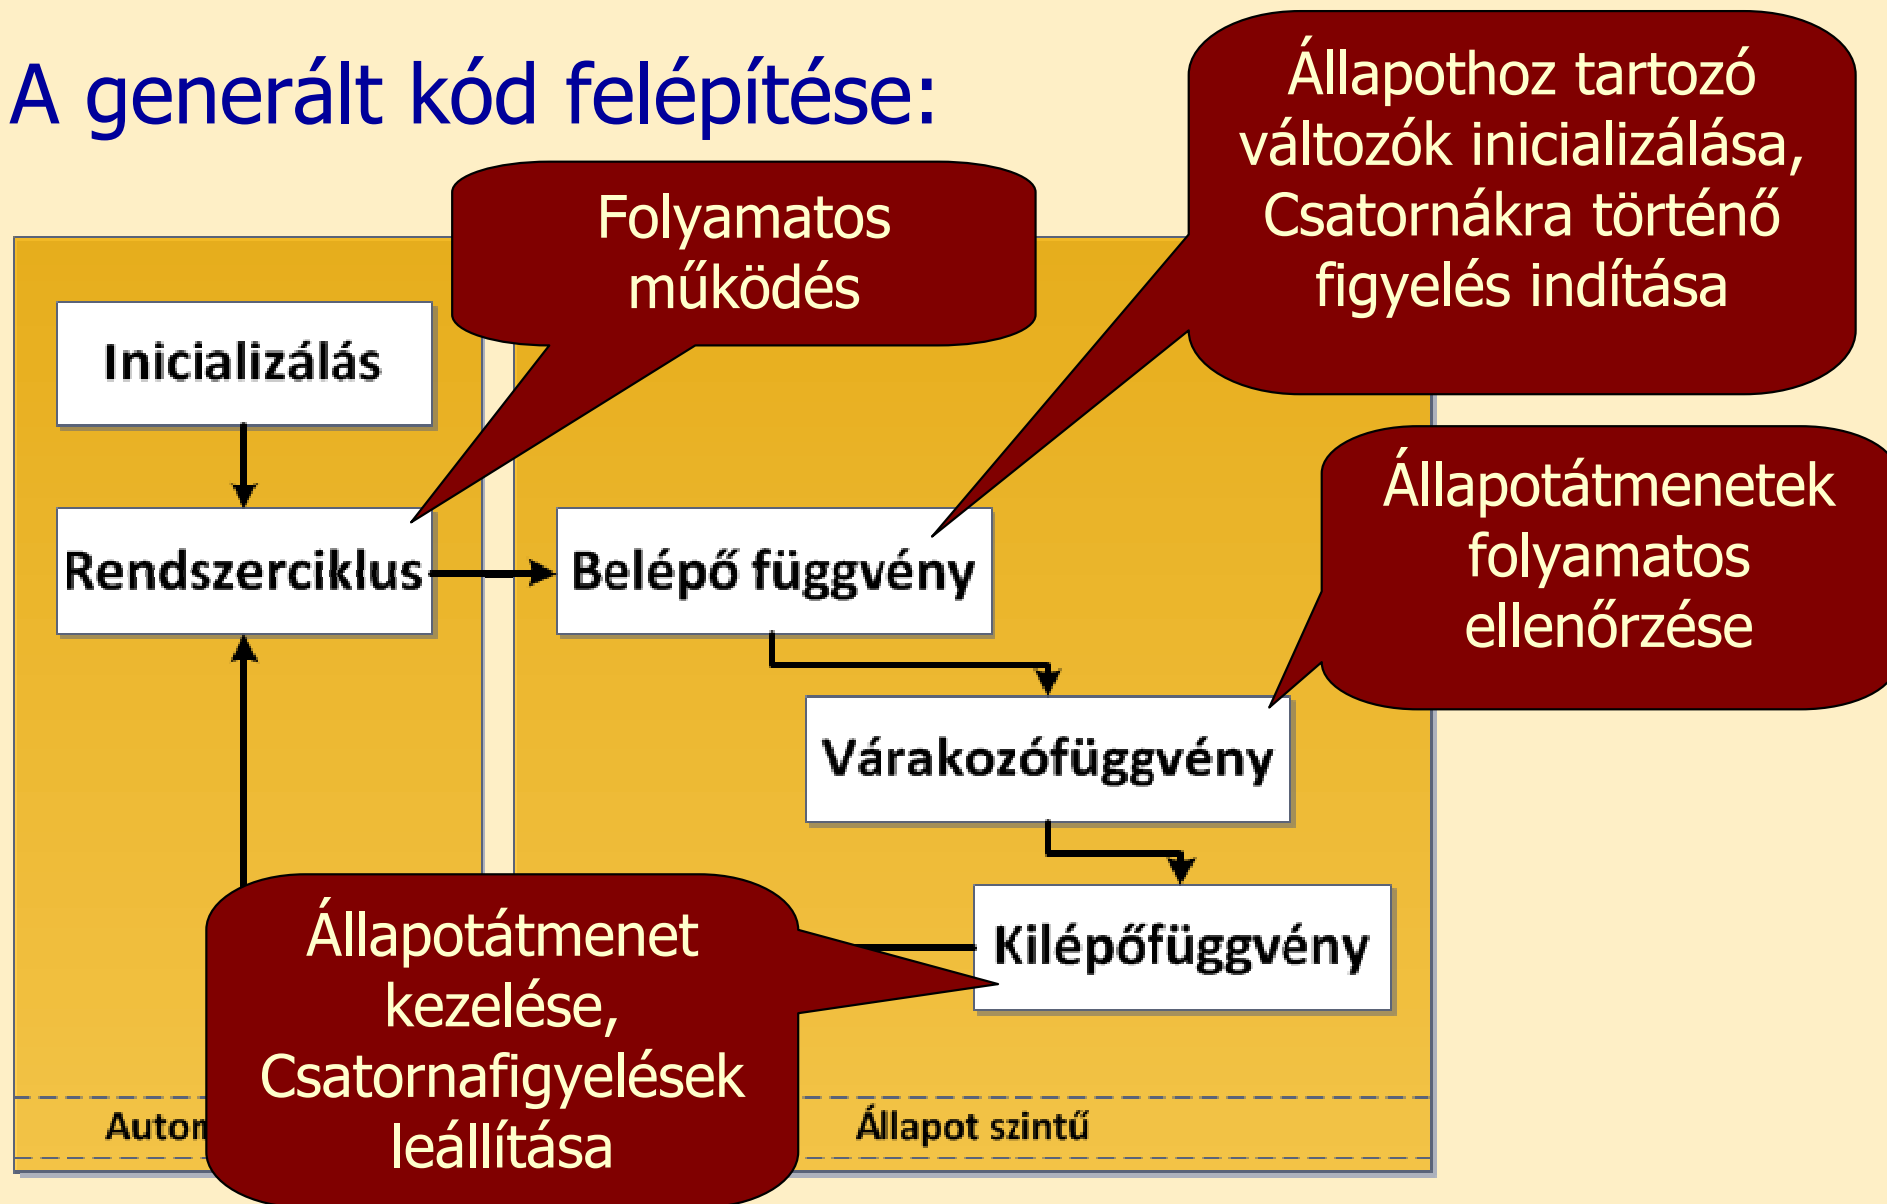 A generált kód felépítése:
Állapothoz tartozó
változók inicializálása,
Csatornákra történő
figyelés indítása
Folyamatos
működés
Inicializálás
Rendszerciklus
Belépő függvény
Állapotátmenetek
folyamatos
ellenőrzése
Várakozófüggvény
Kilépőfüggvény
Állapotátmenet
kezelése,
Csatornafigyelések
leállítása
Állapot szintű